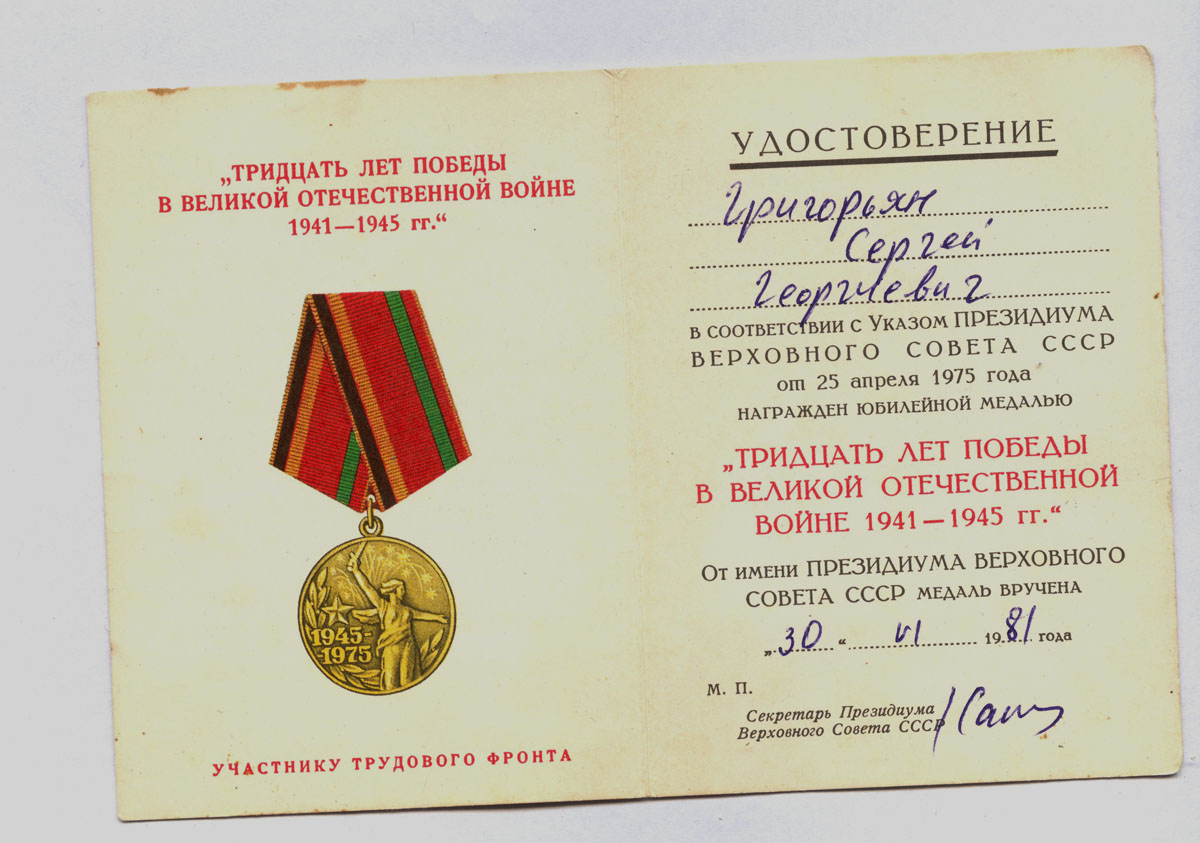 „ТРИДЦАТЬ ЛЕТ ПОБЕДЫ
В ВЕЛИКОЙ ОТЕЧЕСТВЕННОЙ ВОЙНЕ
1941—1945 гг.“
1945-
-1975
УЧАСТНИКУ ТРУДОВОГО ФРОНТА
УДОСТОВЕРЕНИЕ
Григорьян
Сергей
Георгиевич
В СООТВЕТСТВИИ С УКАЗОМ ПРЕЗИДИУМА
ВЕРХОВНОГО СОВЕТА СССР
от 25 апреля 1975 года
НАГРАЖДЕН ЮБИЛЕЙНОЙ МЕДАЛЬЮ
„ТРИДЦАТЬ ЛЕТ ПОБЕДЫ
В ВЕЛИКОЙ ОТЕЧЕСТВЕННОЙ
ВОЙНЕ 1941—1945 гг.“
ОТ ИМЕНИ ПРЕЗИДИУМА ВЕРХОВНОГО
СОВЕТА СССР МЕДАЛЬ ВРУЧЕНА
„30“ VI 1981 года
М. П.
Секретарь Президиума
Верховного Совета СССР